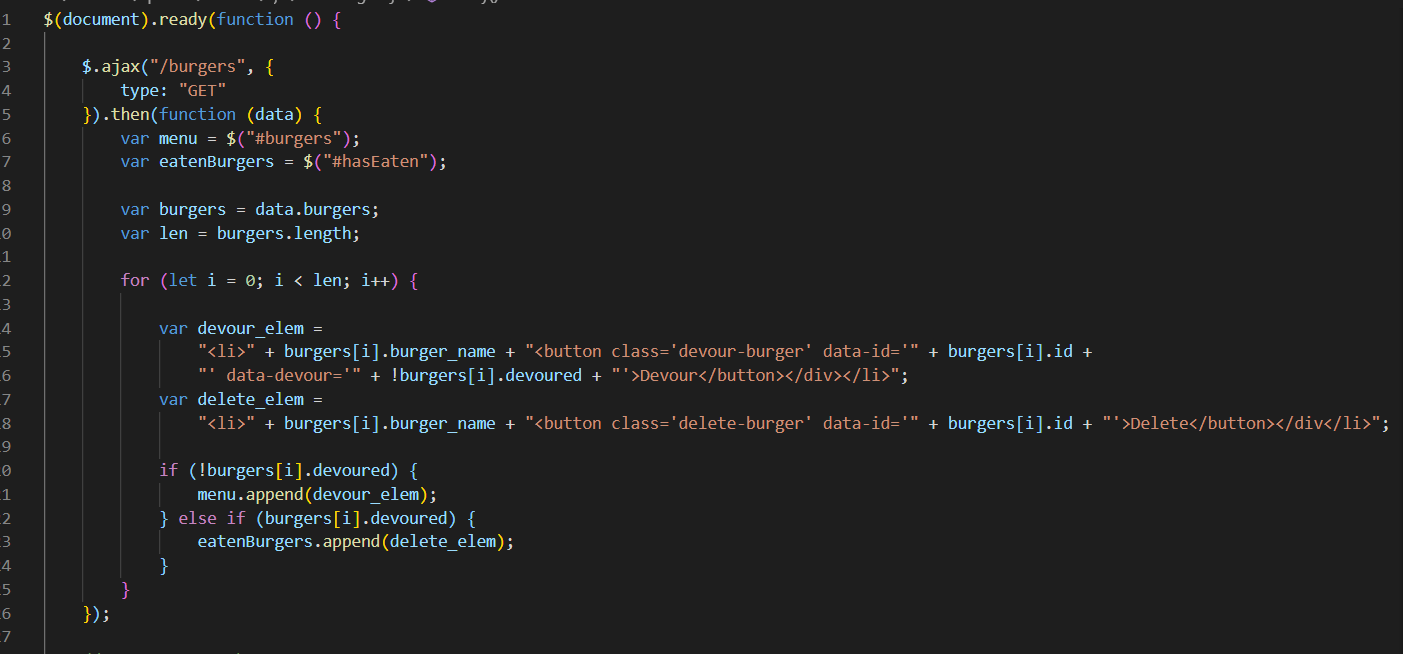 1 $(document).ready(function () {
2
3 $.ajax("/burgers", {
4 type: "GET"
5 }).then(function (data) {
6 var menu = $("#burgers");
7 var eatenBurgers = $("#hasEaten");
8
9 var burgers = data.burgers;
0 var len = burgers.length;
1
2 for (let i = 0; i < len; i++) {
3
4 var devour_elem =
5 "<li>" + burgers[i].burger_name + "<button class='devour-burger' data-id='" + burgers[i].id +
6 "' data-devour='" + !burgers[i].devoured + "'>Devour</button></div></li>";
7 var delete_elem =
8 "<li>" + burgers[i].burger_name + "<button class='delete-burger' data-id='" + burgers[i].id + "'>Delete</button></div</li>";
9
0 if (!burgers[i].devoured) {
1 menu.append(devour_elem);
2 } else if (burgers[i].devoured) {
3 eatenBurgers.append(delete_elem);
4 }
5 }
6 });
7